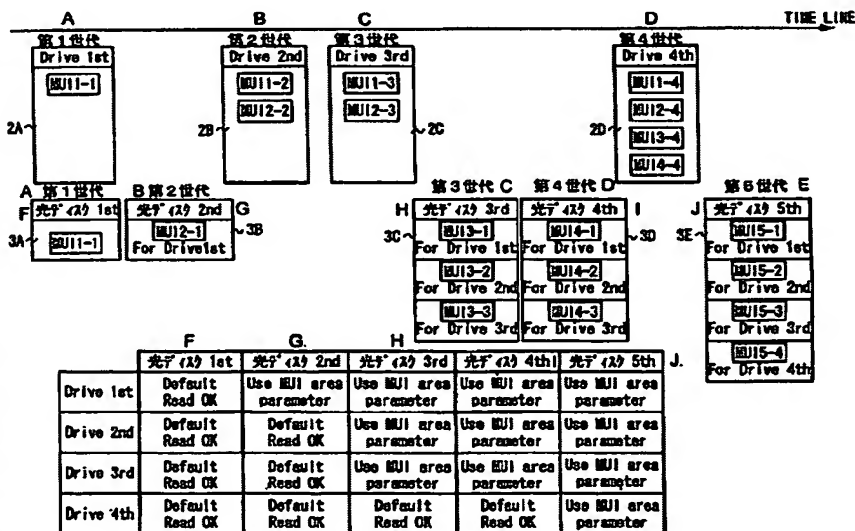 A B C D TIME LINE
第1世代 第2世代 第3世代 第4世代
Drive 1st Drive 2nd Drive 3rd Drive 4th
MUI1-1 MUI1-2 MUI1-3 MUI1-4
MUI2-2 MUI2-3 MUI2-4
2A 2B 2C 2D MUI3-4
MUI4-4
A 第1世代 B 第2世代 第3世代 C 第4世代 D 第5世代 E
F 光ディスク 1st 光ディスク 2nd G H 光ディスク 3rd 光ディスク 4th I J 光ディスク 5th
3A MUI1-1 MUI2-1 3B 3C MUI3-1 MUI4-1 3D 3E MUI5-1
For Drive1st For Drive 1st For Drive 1st For Drive 1st
MUI3-2 MUI4-2 MUI5-2
For Drive 2nd For Drive 2nd For Drive 2nd
MUI3-3 MUI4-3 MUI5-3
For Drive 3rd For Drive 3rd For Drive 3rd
MUI5-4
For Drive 4th
F G. H
光ディスク 1st 光ディスク 2nd 光ディスク 3rd 光ディスク 4th I 光ディスク 5th J.
Drive 1st Default Read OK Use MUI area parameter Use MUI area parameter Use MUI area parameter Use MUI area parameter
Drive 2nd Default Read OK Default Read OK Use MUI area parameter Use MUI area parameter Use MUI area parameter
Drive 3rd Default Read OK Default Read OK Use MUI area parameter Use MUI area parameter Use MUI area parameter
Drive 4th Default Read OK Default Read OK Default Read OK Default Read OK Use MUI area parameter